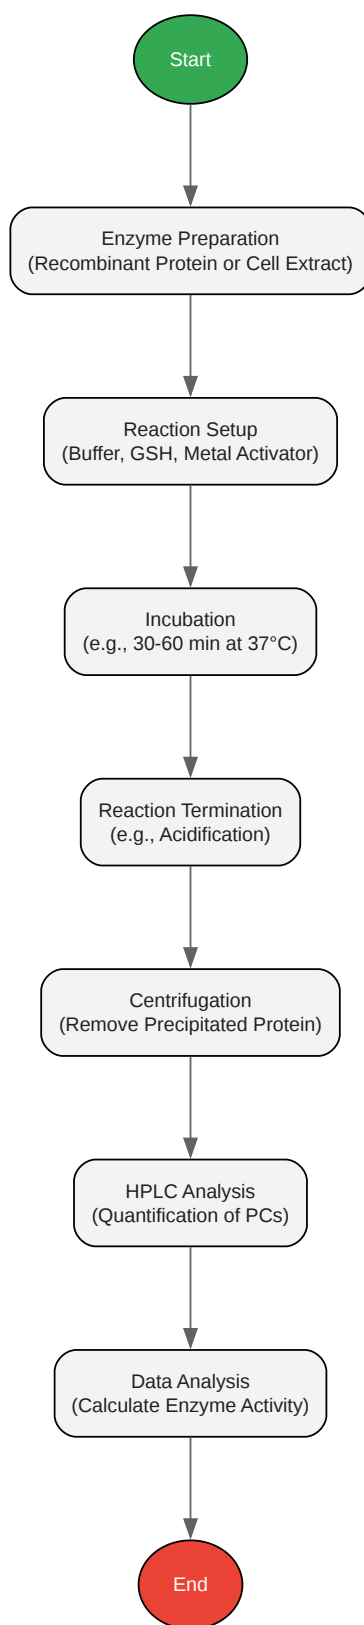 Start
Enzyme Preparation
(Recombinant Protein or Cell Extract)
Reaction Setup
(Buffer, GSH, Metal Activator)
Incubation
(e.g., 30-60 min at 37°C)
Reaction Termination
(e.g., Acidification)
Centrifugation
(Remove Precipitated Protein)
HPLC Analysis
(Quantification of PCs)
Data Analysis
(Calculate Enzyme Activity)
End